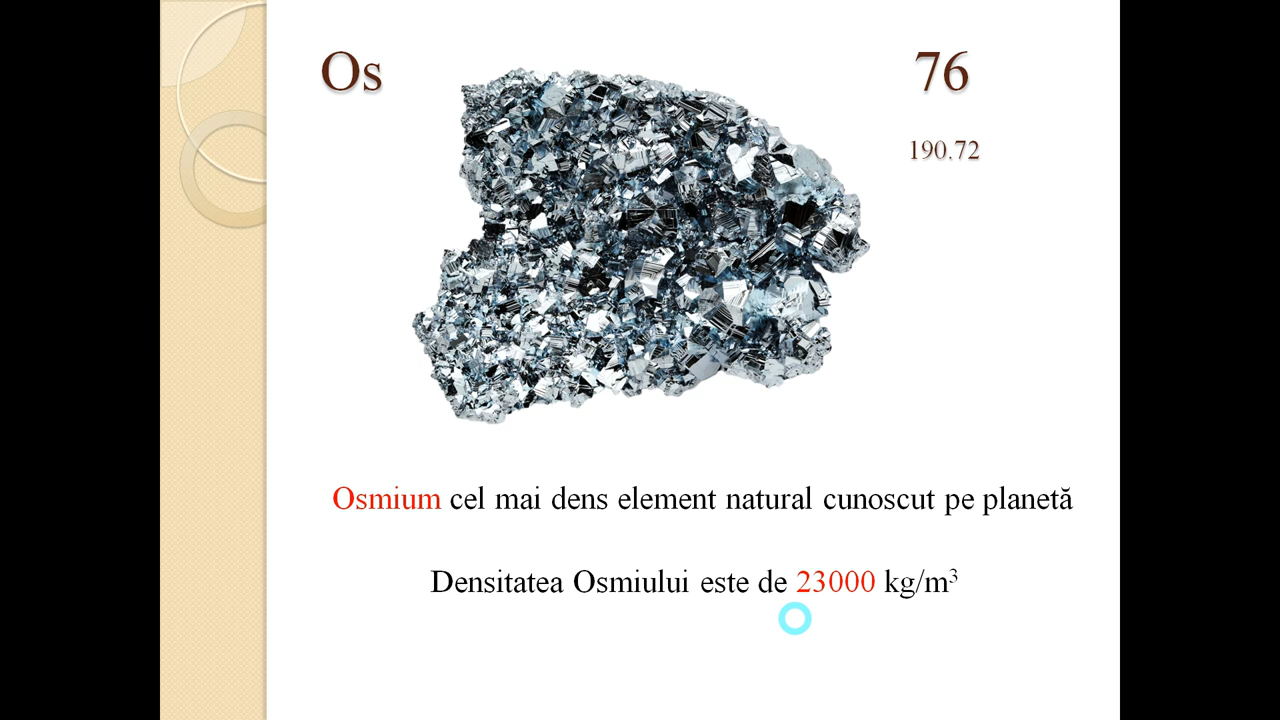 Os
76
190.72
Osmium cel mai dens element natural cunoscut pe planetă
Densitatea Osmiului este de 23000 kg/m³